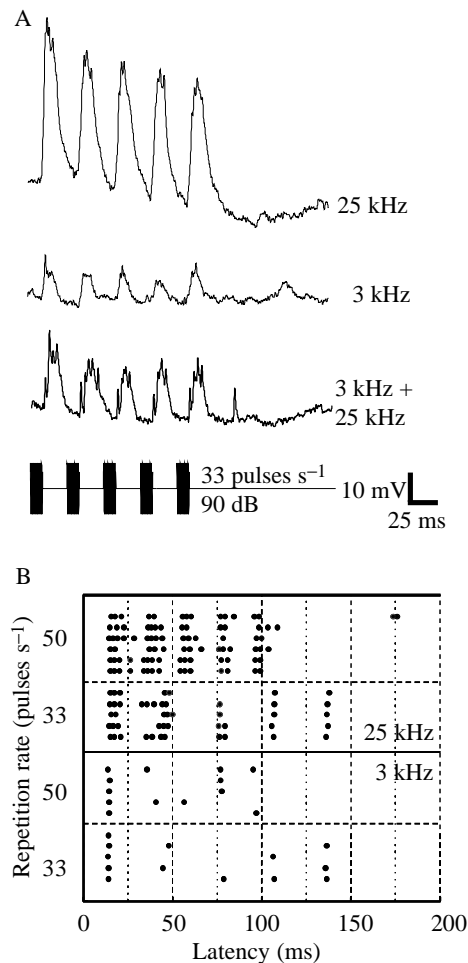 A
25 kHz
3 kHz
3 kHz +
25 kHz
33 pulses s⁻¹
90 dB
10 mV
25 ms
B
Repetition rate (pulses s⁻¹)
50
33
25 kHz
3 kHz
50
33
0 50 100 150 200
Latency (ms)